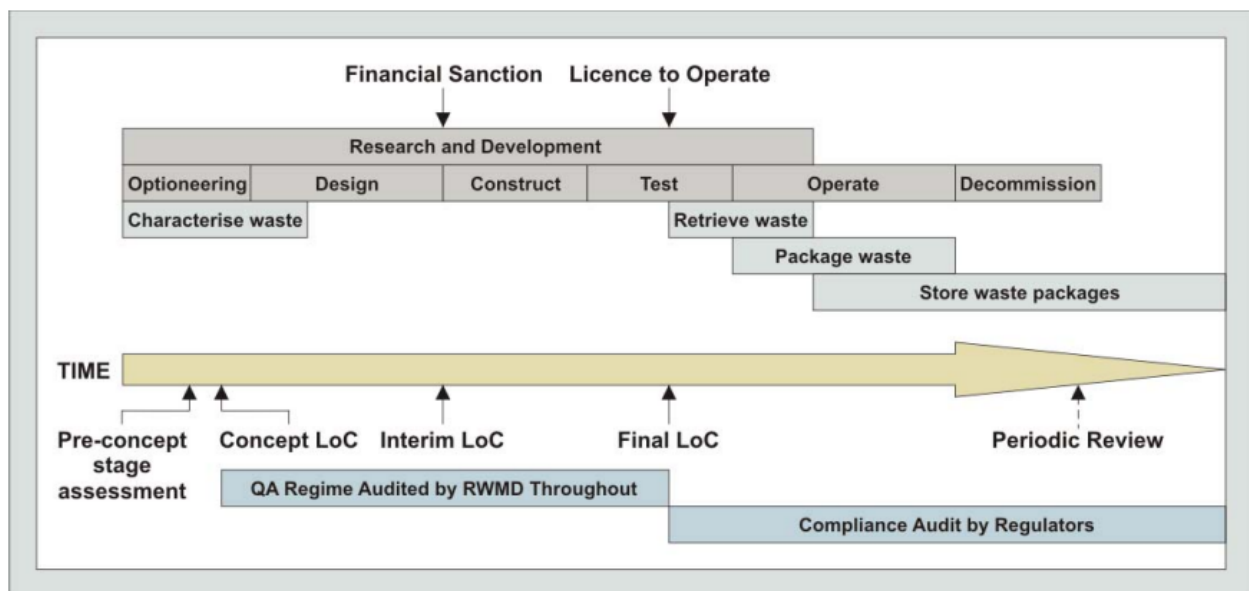 Financial Sanction
Licence to Operate
Research and Development
Optioneering
Design
Construct
Test
Operate
Decommission
Characterise waste
Retrieve waste
Package waste
Store waste packages
TIME
Pre-concept
stage
assessment
Concept LoC
Interim LoC
Final LoC
Periodic Review
QA Regime Audited by RWMD Throughout
Compliance Audit by Regulators